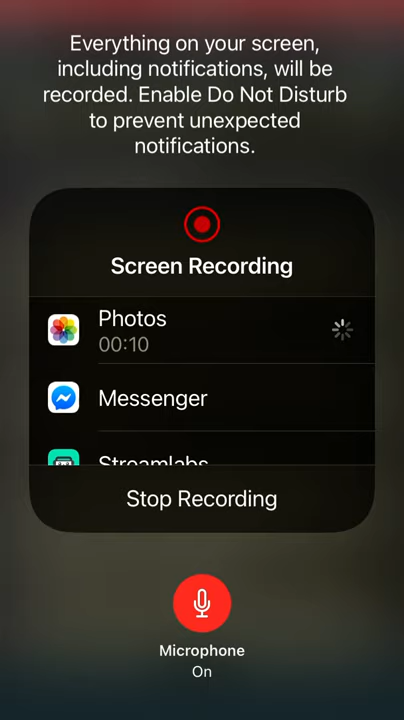 Everything on your screen,
including notifications, will be
recorded. Enable Do Not Disturb
to prevent unexpected
notifications.
Screen Recording
Photos
00:10
Messenger
Streamlabs
Stop Recording
Microphone
On